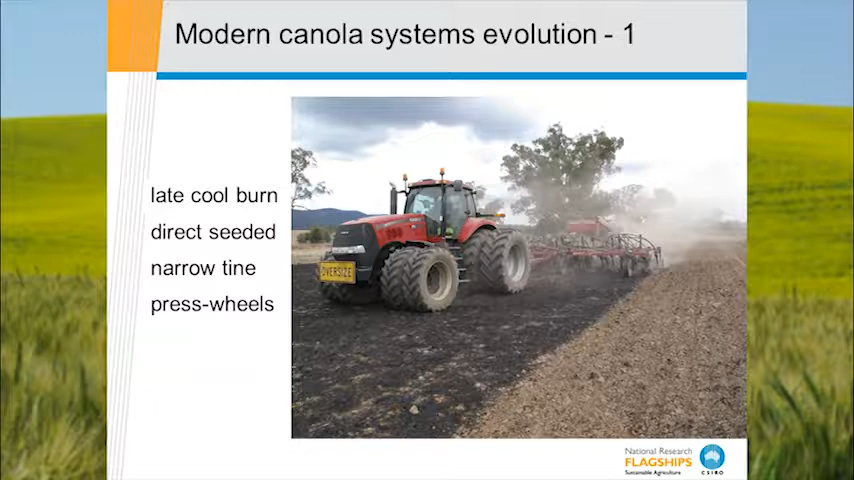 Modern canola systems evolution - 1
late cool burn
direct seeded
narrow tine
press-wheels
OVERSIZE
National Research
FLAGSHIPS
Sustainable Agriculture
CSIRO